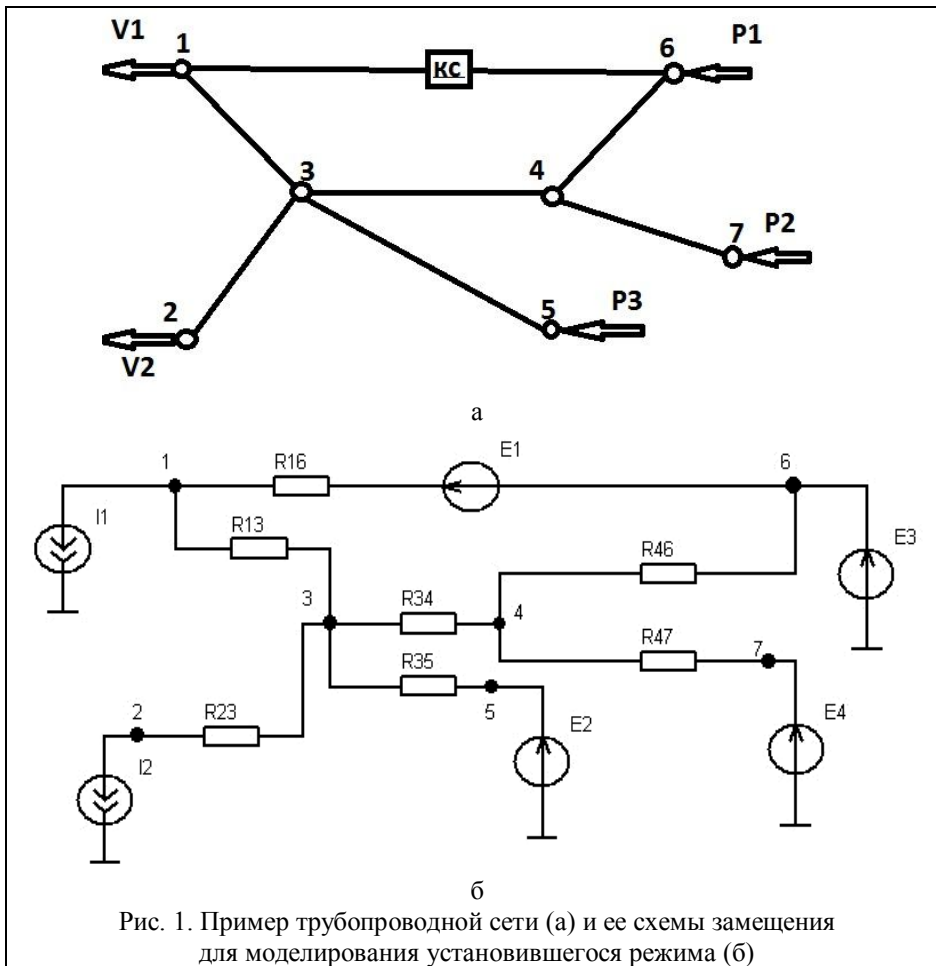 V1 1 КС 6 P1
3 4
7 P2
2 5 P3
V2
а
1 R16 E1 6
I1 R13 R46 E3
3 R34 4
R35 R47 7
2 R23 5 E2 E4
I2
б
Рис. 1. Пример трубопроводной сети (а) и ее схемы замещения
для моделирования установившегося режима (б)